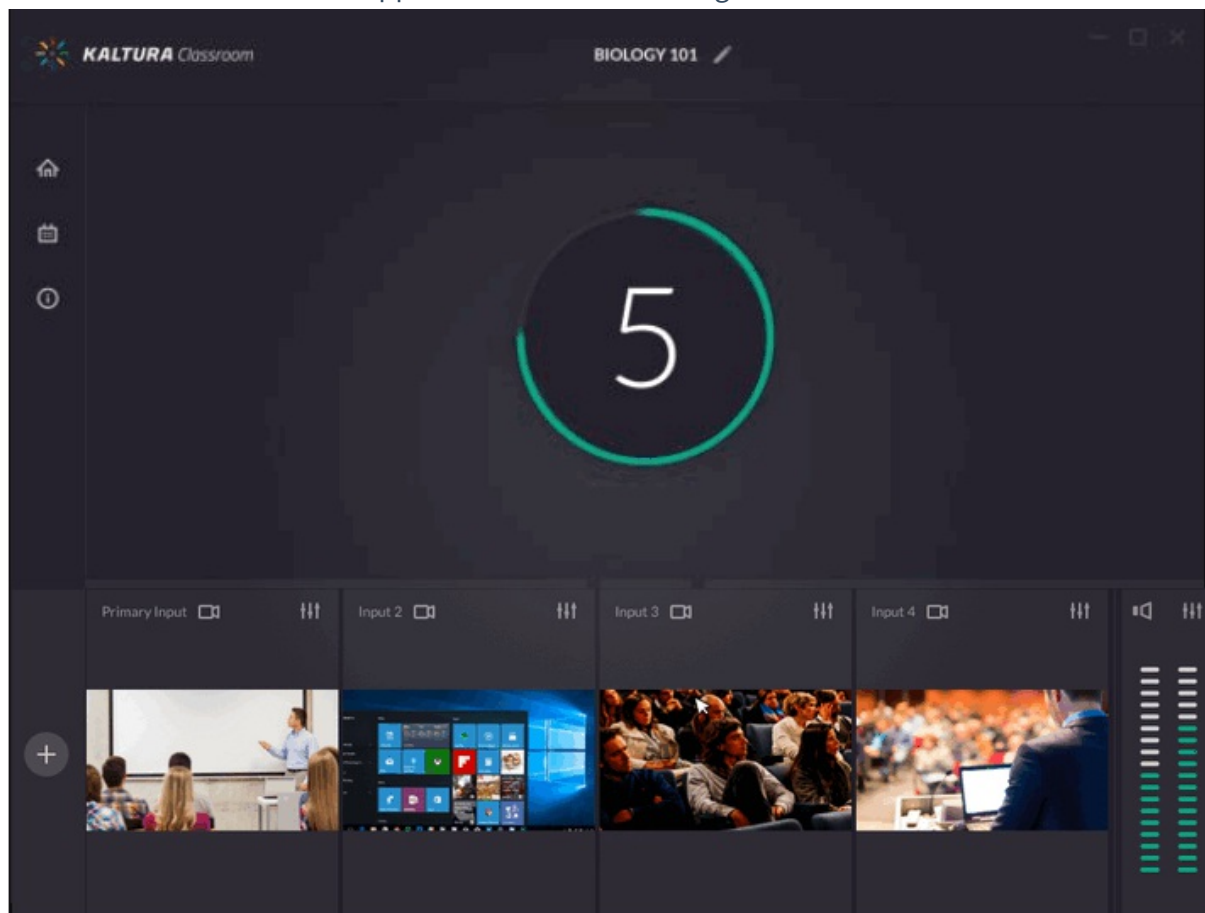 KALTURA Classroom
BIOLOGY 101
5
Primary Input
Input 2
Input 3
Input 4